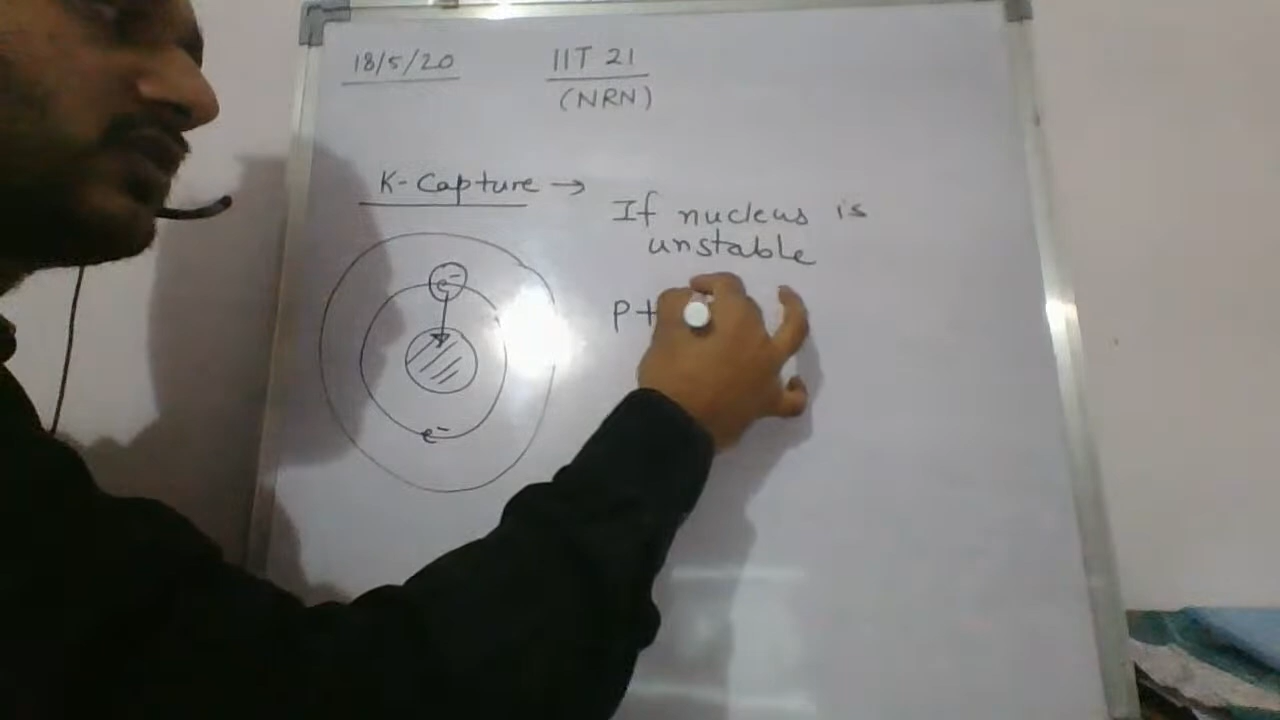 18/5/20 IIT 21
(NRN)
K-Capture →
If nucleus is
unstable
e⁻
P+
e⁻